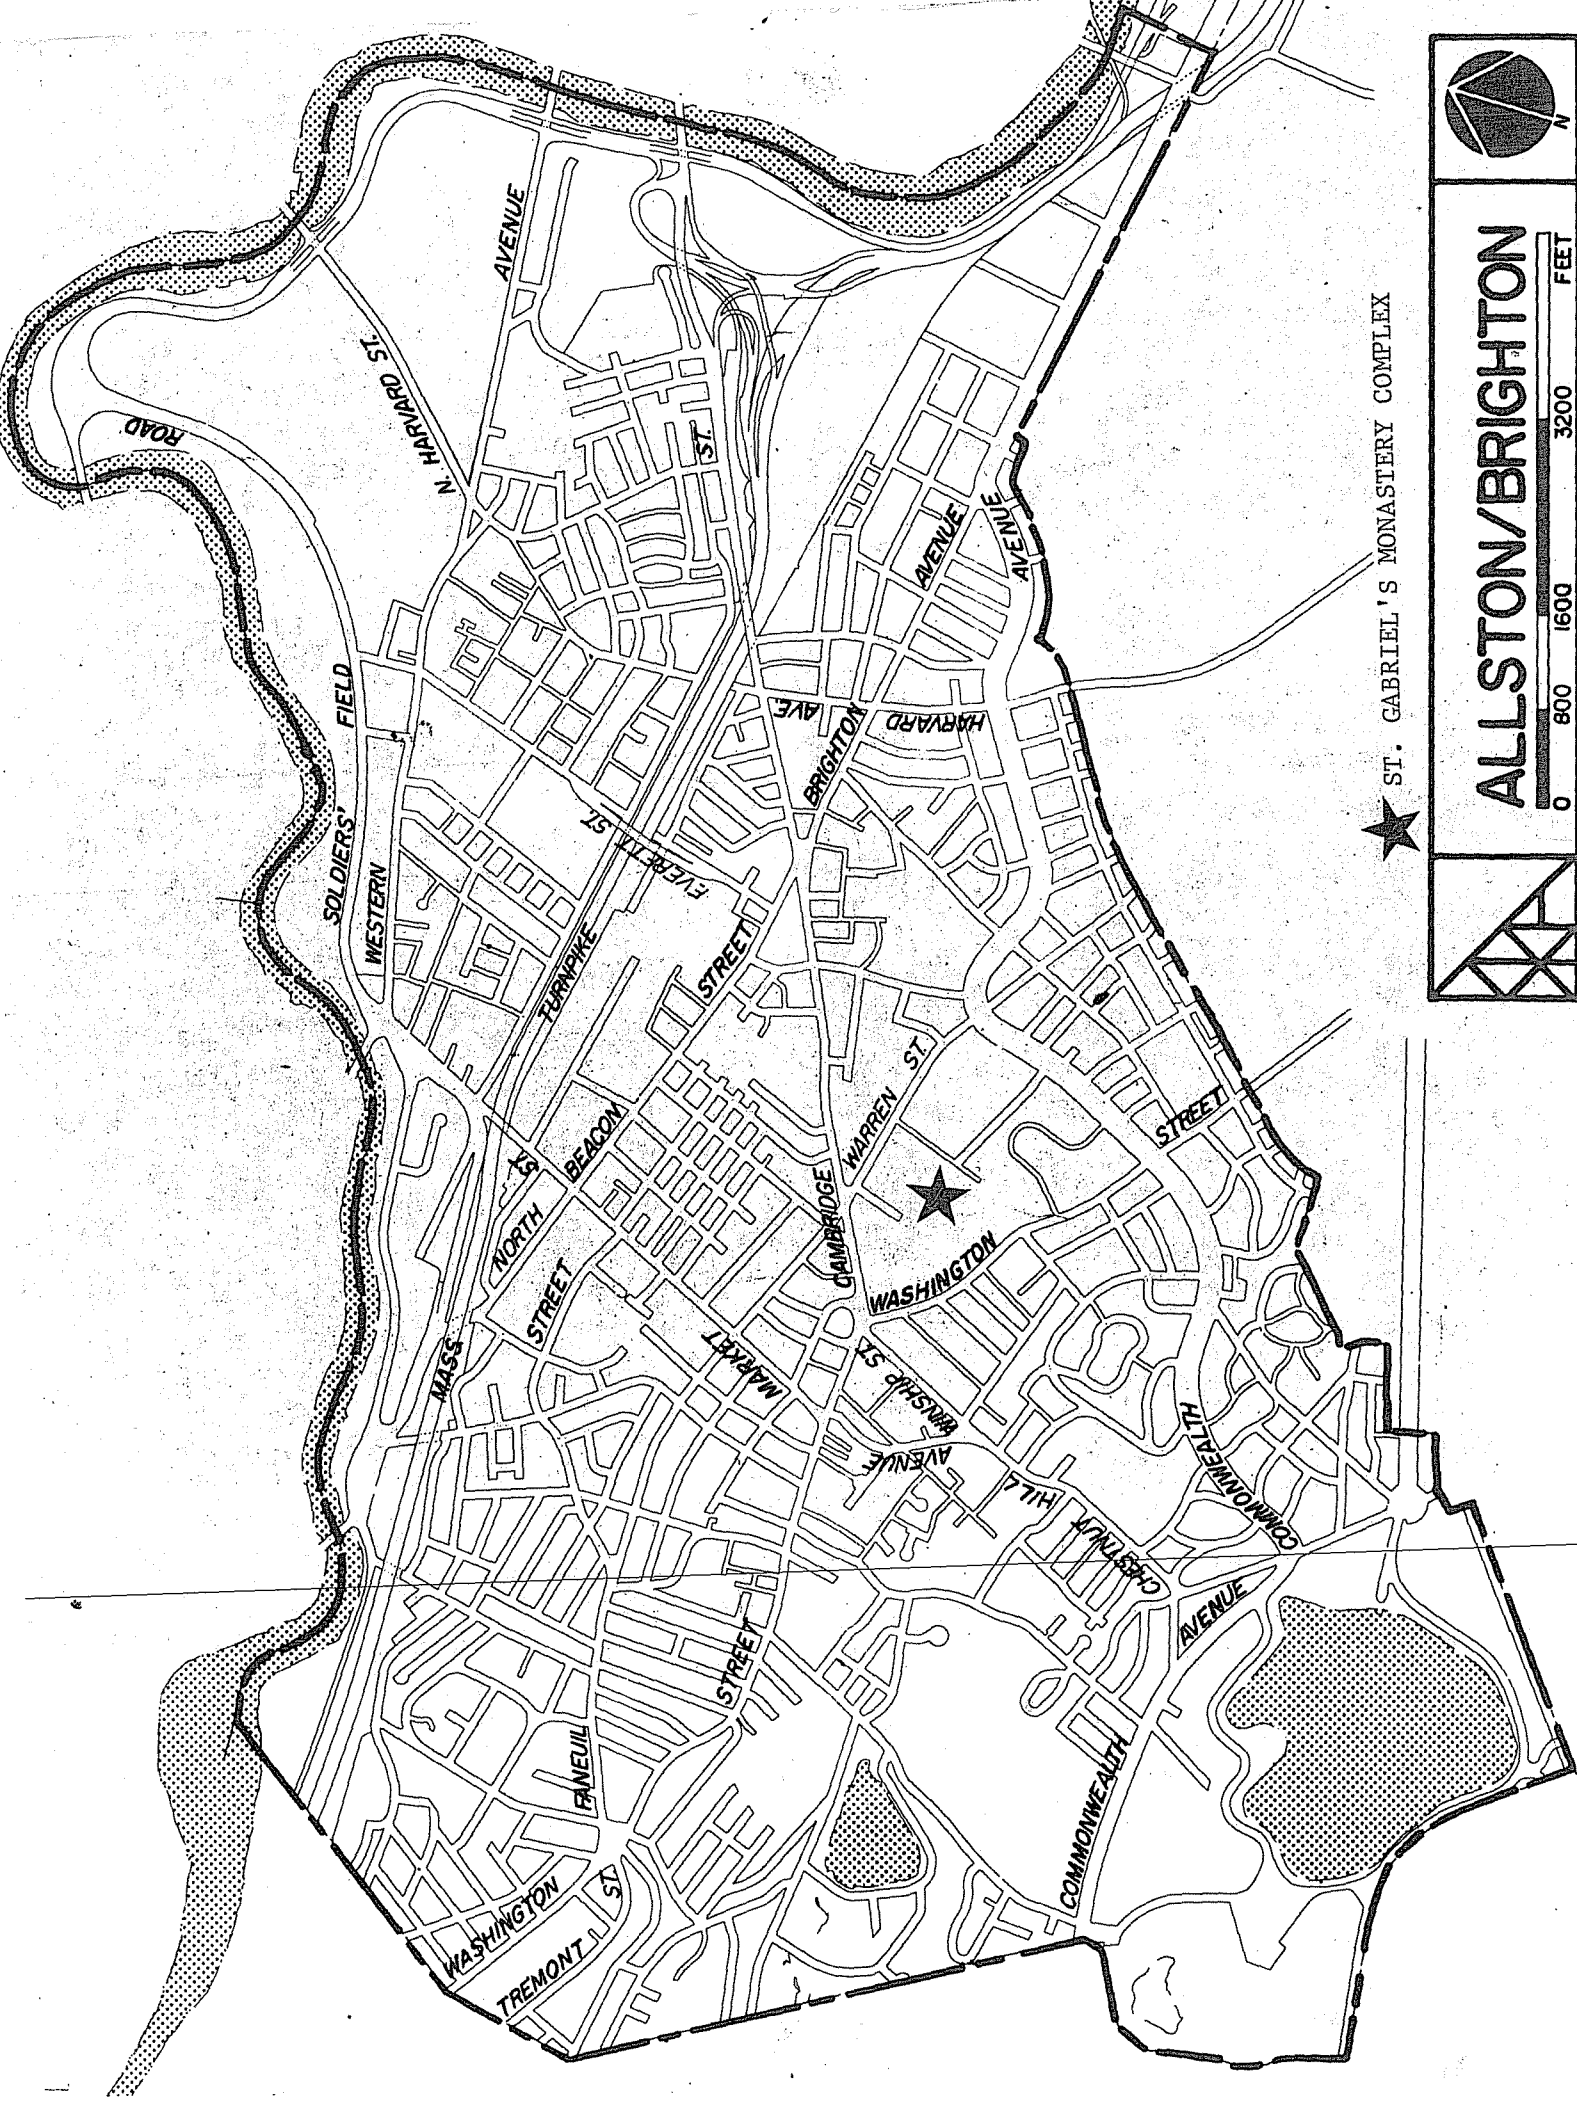 ROAD
N. HARVARD ST.
AVENUE
ST.
SOLDIERS' FIELD
WESTERN
AVENUE
AVENUE
HARVARD AVE.
BRIGHTON
EVERETT ST.
TURNPIKE
STREET
BEACON
NORTH
ST.
STREET
MASS
WARREN ST.
CAMBRIDGE
WASHINGTON
STREET
MARKET
WINSHIP ST.
AVENUE
HILL
CHESTNUT
COMMONWEALTH
AVENUE
COMMONWEALTH
STREET
FANEUIL
WASHINGTON
TREMONT
ST.
ST. GABRIEL'S MONASTERY COMPLEX
ALLSTON/BRIGHTON
0 800 1600 3200 FEET
N